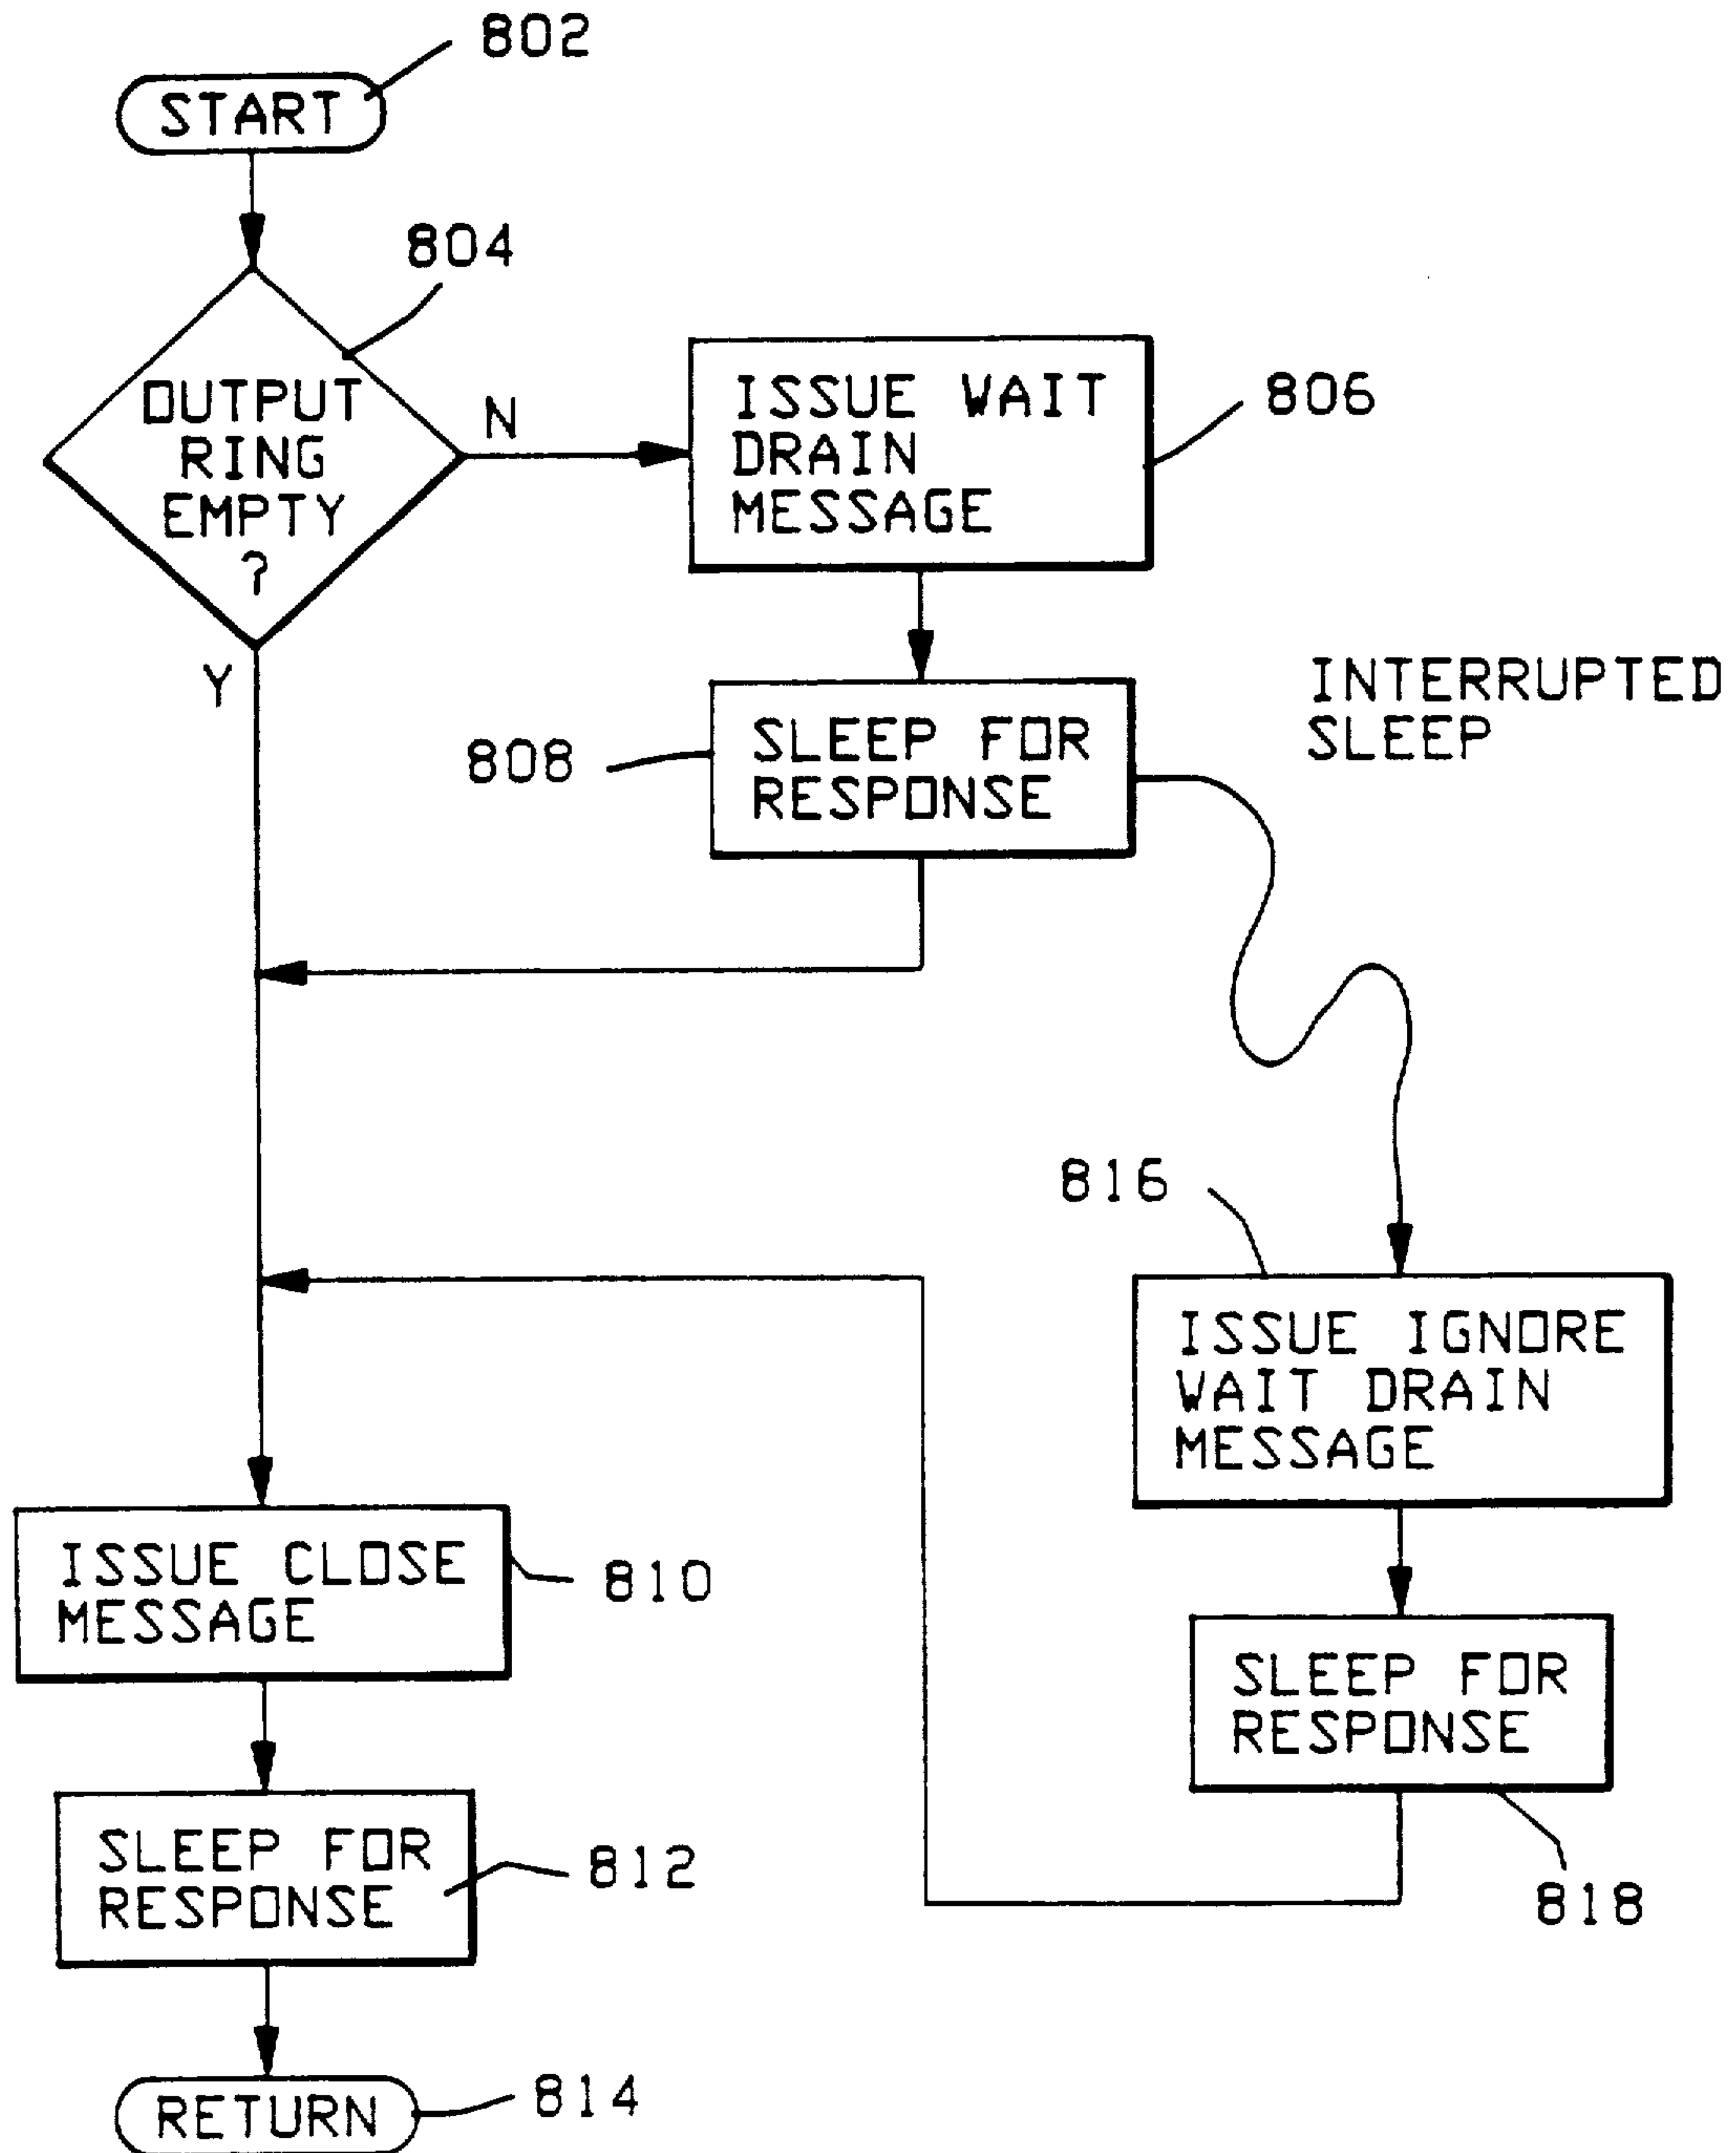 802
START
804
OUTPUT
RING
EMPTY
?
N
Y
ISSUE WAIT
DRAIN
MESSAGE
806
SLEEP FOR
RESPONSE
808
INTERRUPTED
SLEEP
816
ISSUE IGNORE
WAIT DRAIN
MESSAGE
ISSUE CLOSE
MESSAGE
810
SLEEP FOR
RESPONSE
818
SLEEP FOR
RESPONSE
812
RETURN
814